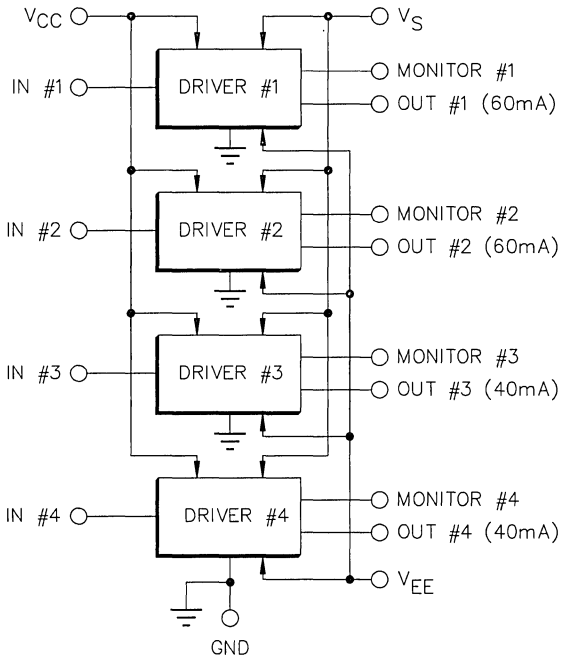 VCC
VS
IN #1
DRIVER #1
MONITOR #1
OUT #1 (60mA)
IN #2
DRIVER #2
MONITOR #2
OUT #2 (60mA)
IN #3
DRIVER #3
MONITOR #3
OUT #3 (40mA)
IN #4
DRIVER #4
MONITOR #4
OUT #4 (40mA)
VEE
GND